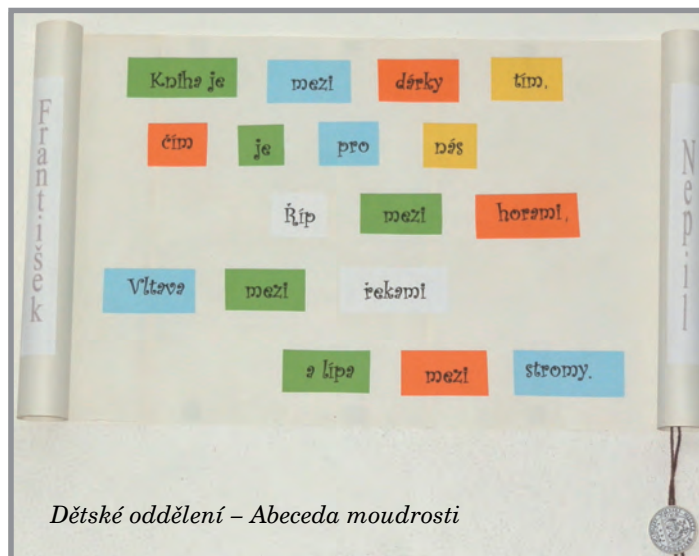 František
Kniha je mezi dárky tím,
čím je pro nás
Říp mezi horami,
Vltava mezi řekami
a lípa mezi stromy.
Nepil
Dětské oddělení – Abeceda moudrosti